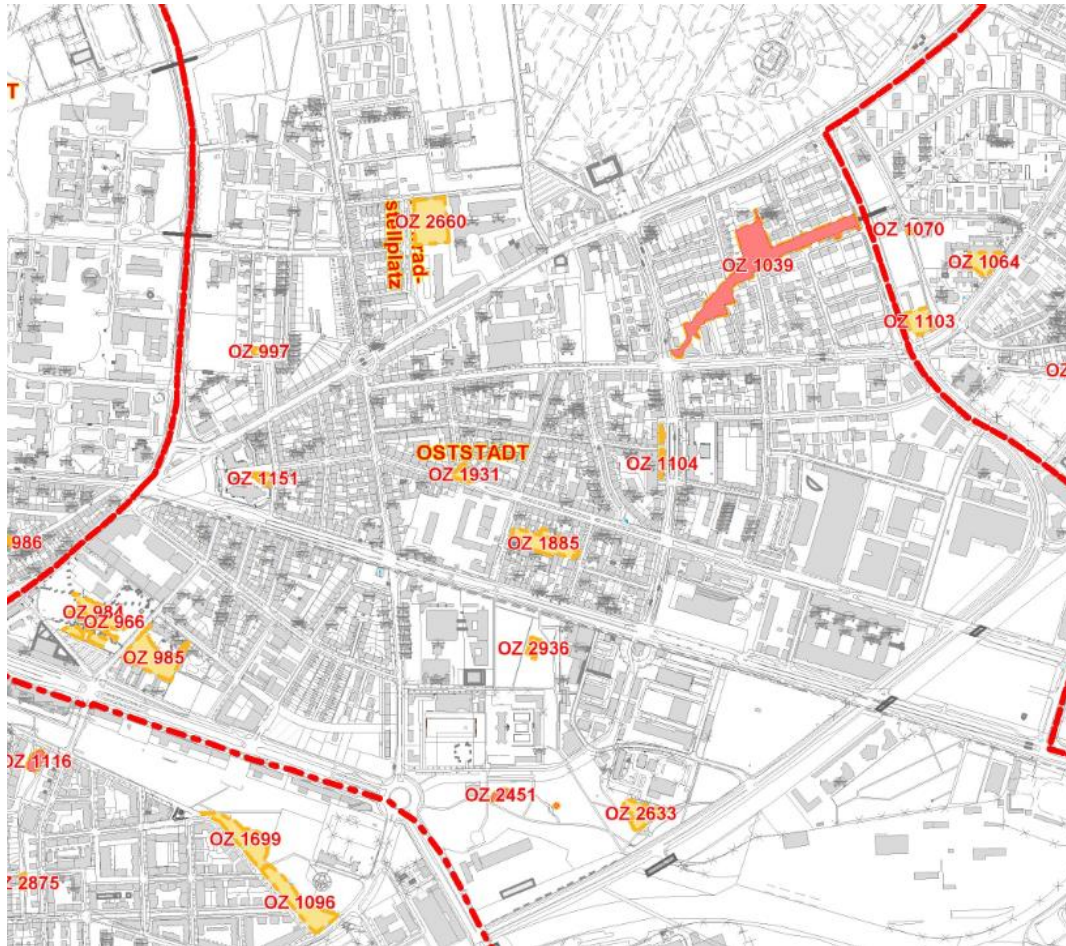 T
OZ 2660
rad-
stellplatz
OZ 1070
OZ 1039
OZ 1064
OZ 1103
OZ 997
OZ
OSTSTADT
OZ 1931
OZ 1104
OZ 1151
OZ 1885
986
OZ 984
OZ 966
OZ 985
OZ 2936
OZ 1116
OZ 2451
OZ 2633
OZ 1699
Z 2875
OZ 1096